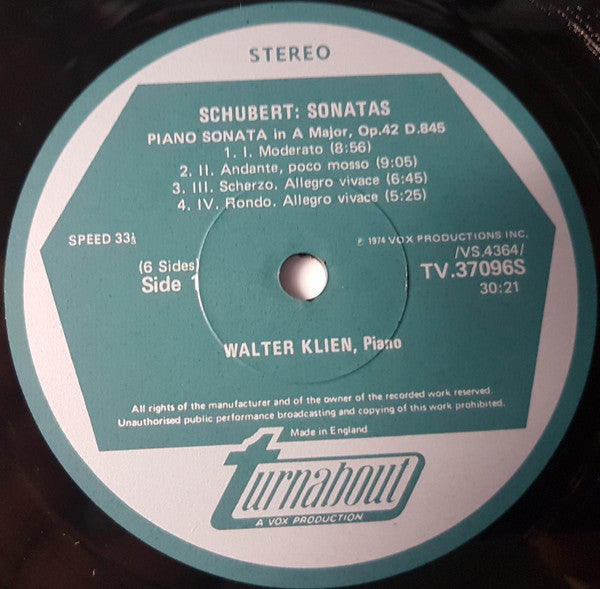 STEREO
SCHUBERT: SONATAS
PIANO SONATA in A Major, Op.42 D.845
1. I. Moderato (8:56)
2. II. Andante, poco mosso (9:05)
3. III. Scherzo. Allegro vivace (6:45)
4. IV. Rondo. Allegro vivace (5:25)
SPEED 33⅓
℗ 1974 VOX PRODUCTIONS INC.
/VS.4364/
(6 Sides)
TV.37096S
Side 1
30:21
WALTER KLIEN, Piano
All rights of the manufacturer and of the owner of the recorded work reserved.
Unauthorised public performance broadcasting and copying of this work prohibited.
Made in England
turnabout
A VOX PRODUCTION